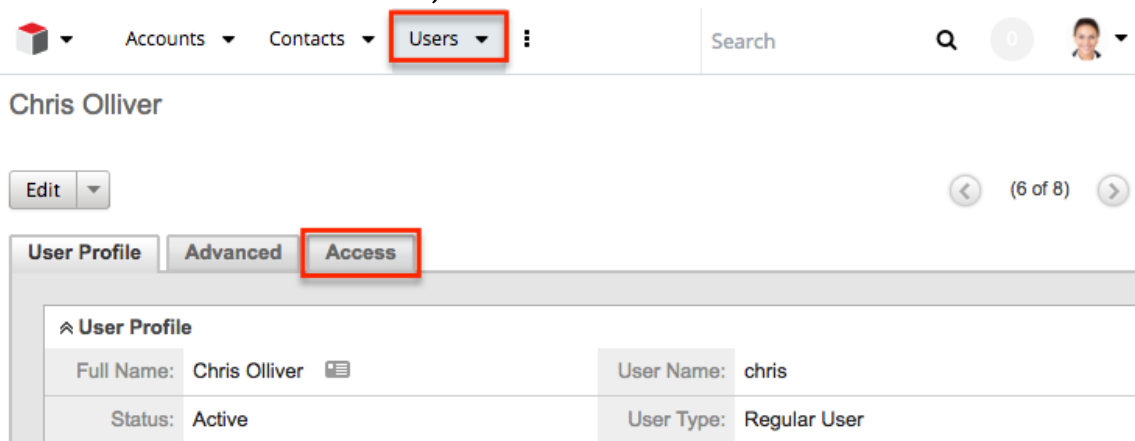 Accounts Contacts Users Search 0
Chris Olliver
Edit (6 of 8)
User Profile Advanced Access
User Profile
Full Name: Chris Olliver User Name: chris
Status: Active User Type: Regular User